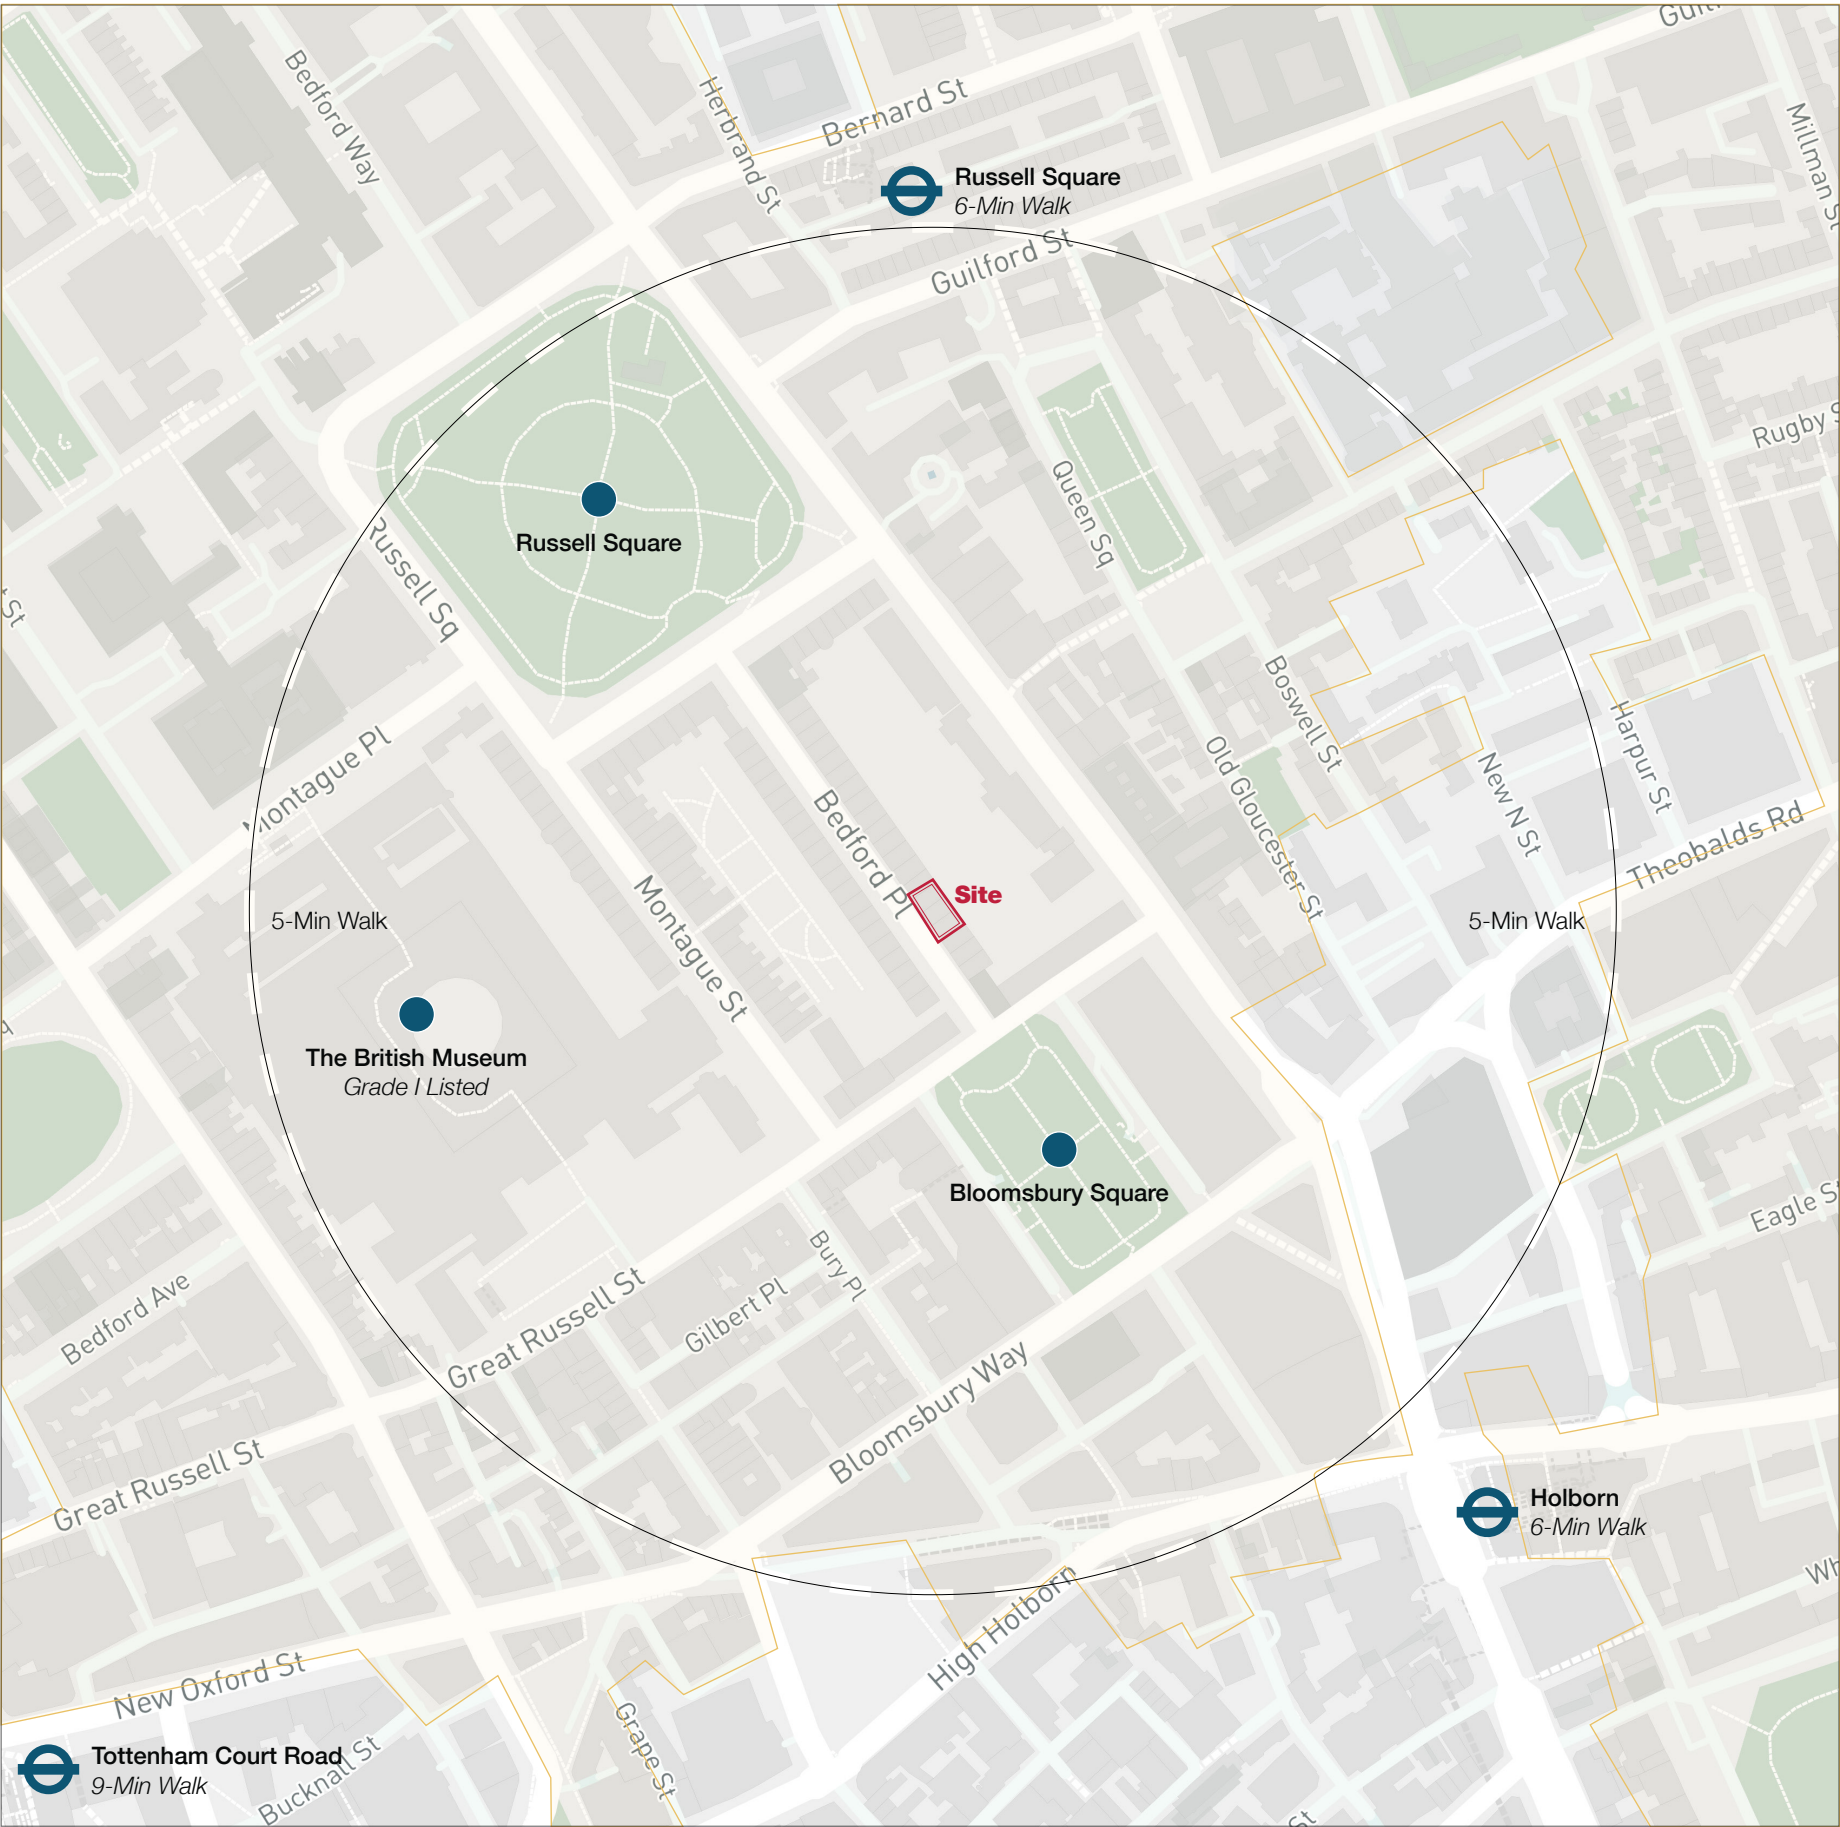 Guil
Bedford Way
Herbrand St
Bernard St
Millman St
Russell Square
6-Min Walk
Guilford St
Rugby S
Queen Sq
Russell Square
Russell Sq
St
Boswell St
Harpur St
Montague Pl
Old Gloucester St
New N St
Bedford Pl
Theobalds Rd
Site
Montague St
5-Min Walk
5-Min Walk
The British Museum
Grade I Listed
Bloomsbury Square
Eagle S
Bury Pl
Bedford Ave
Gilbert Pl
Great Russell St
Bloomsbury Way
Great Russell St
Holborn
6-Min Walk
Wh
High Holborn
New Oxford St
Grape St
Tottenham Court Road
9-Min Walk
Bucknall St
St